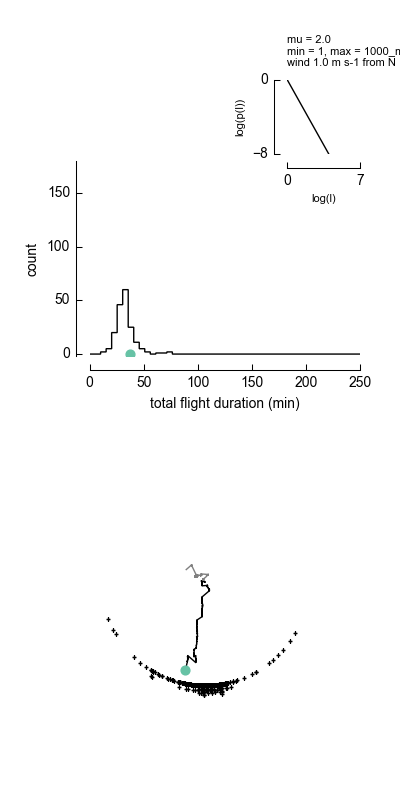 mu = 2.0
min = 1, max = 1000_m
wind 1.0 m s-1 from N
0
log(p(l))
−8
0 7
log(l)
150
100
count
50
0
0 50 100 150 200 250
total flight duration (min)